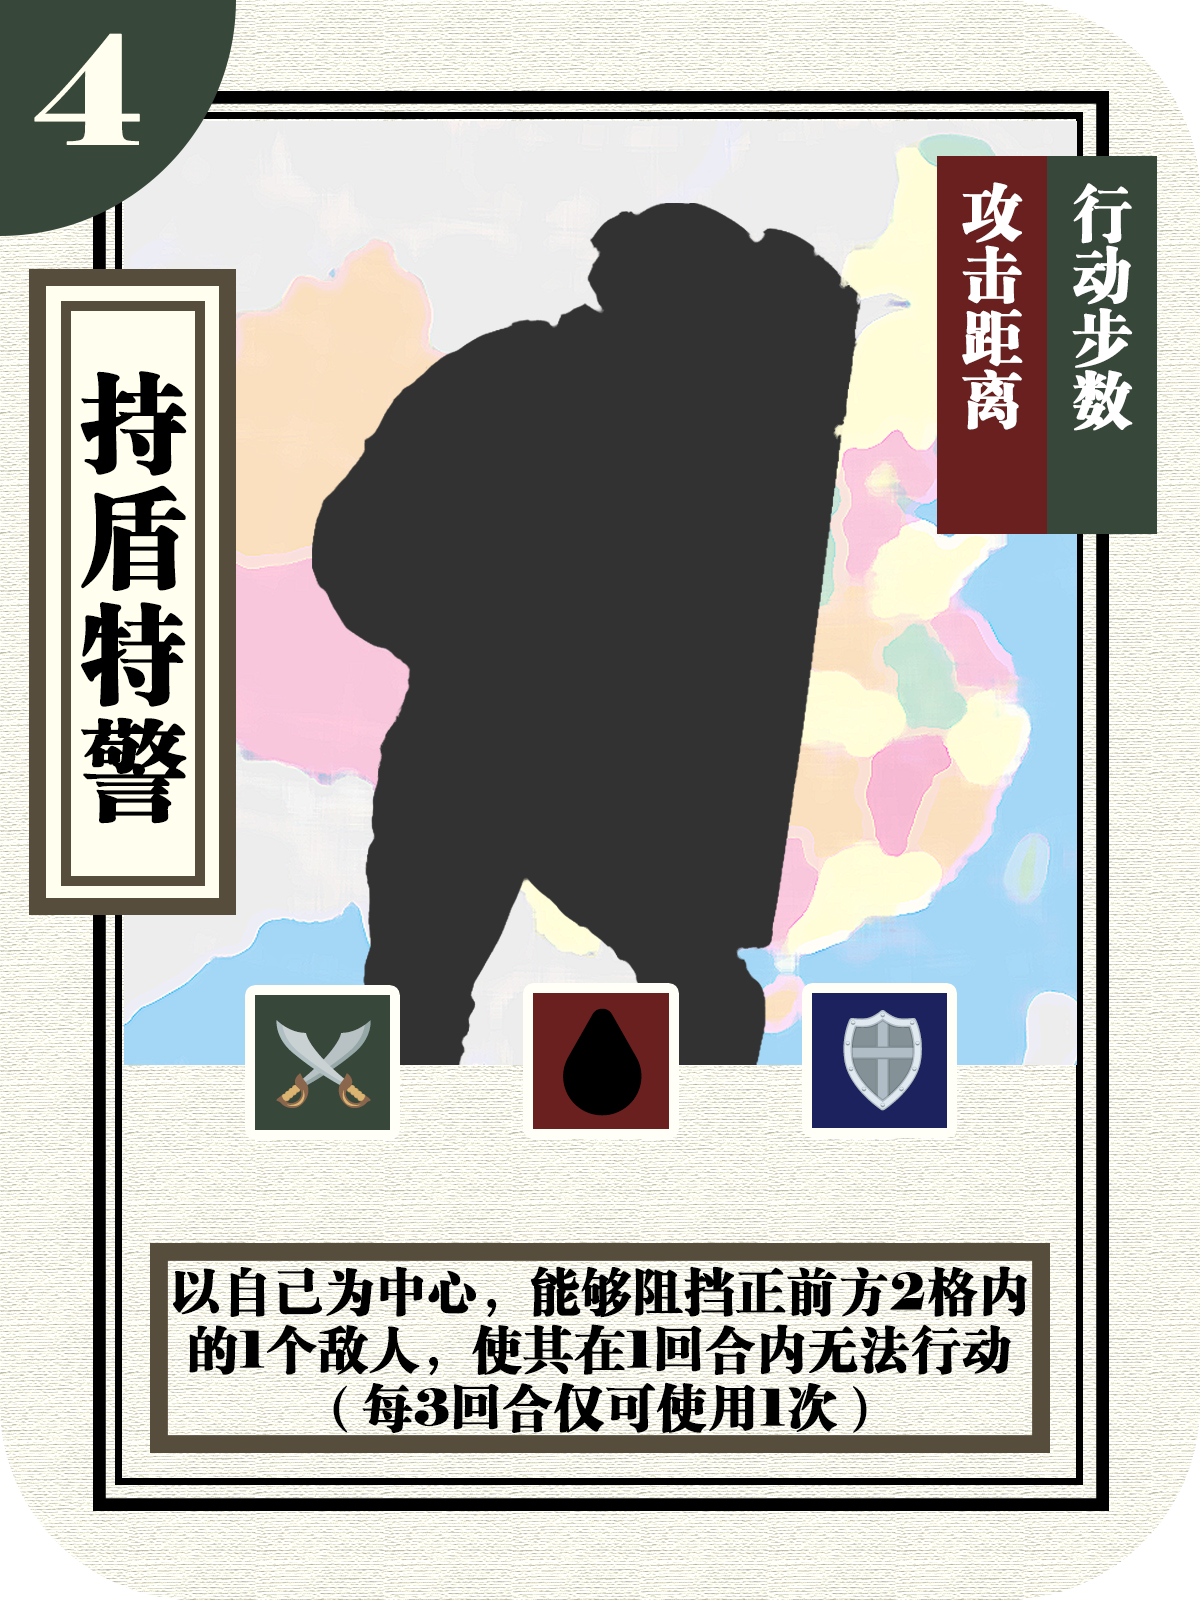 4
行动步数
攻击距离
持盾特警
以自己为中心，能够阻挡正前方2格内
的1个敌人，使其在1回合内无法行动
（每3回合仅可使用1次）